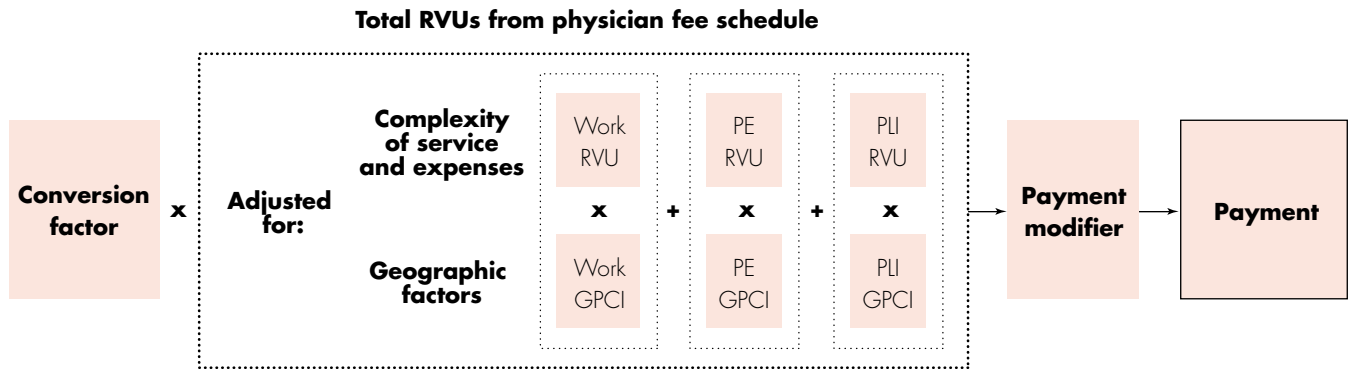 Total RVUs from physician fee schedule
Conversion
factor
x
Adjusted
for:
Complexity
of service
and expenses
Geographic
factors
Work
RVU
x
Work
GPCI
+
PE
RVU
x
PE
GPCI
+
PLI
RVU
x
PLI
GPCI
Payment
modifier
Payment